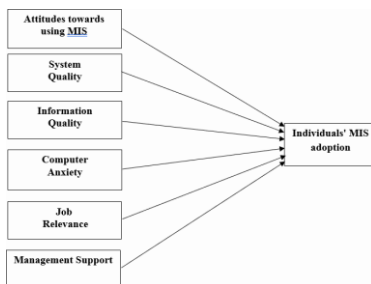 Attitudes towards
using MIS
System
Quality
Information
Quality
Computer
Anxiety
Job
Relevance
Management Support
Individuals' MIS
adoption